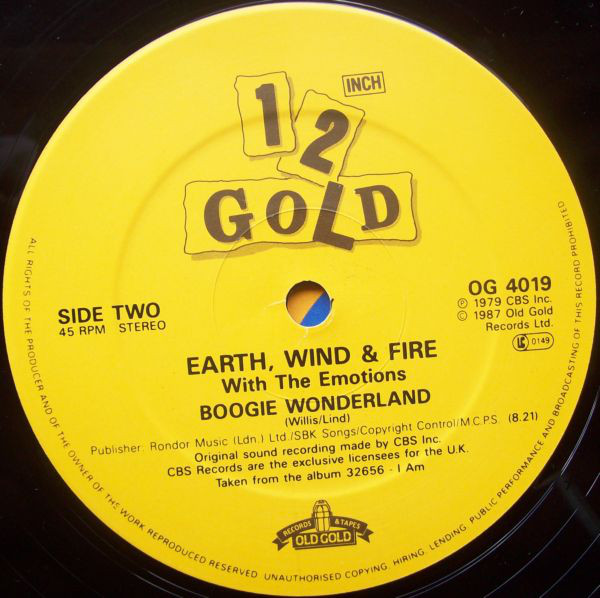 12 INCH
GOLD
SIDE TWO
45 RPM STEREO
OG 4019
℗ 1979 CBS Inc.
© 1987 Old Gold
Records Ltd.
LC 0149
EARTH, WIND & FIRE
With The Emotions
BOOGIE WONDERLAND
(Willis/Lind)
Publisher: Rondor Music (Ldn.) Ltd./SBK Songs/Copyright Control/M.C.P.S. (8.21)
Original sound recording made by CBS Inc.
CBS Records are the exclusive licensees for the U.K.
Taken from the album 32656 - I Am
RECORDS & TAPES
OLD GOLD
ALL RIGHTS OF THE PRODUCER AND OF THE OWNER OF THE WORK REPRODUCED RESERVED. UNAUTHORISED COPYING, HIRING, LENDING, PUBLIC PERFORMANCE AND BROADCASTING OF THIS RECORD PROHIBITED